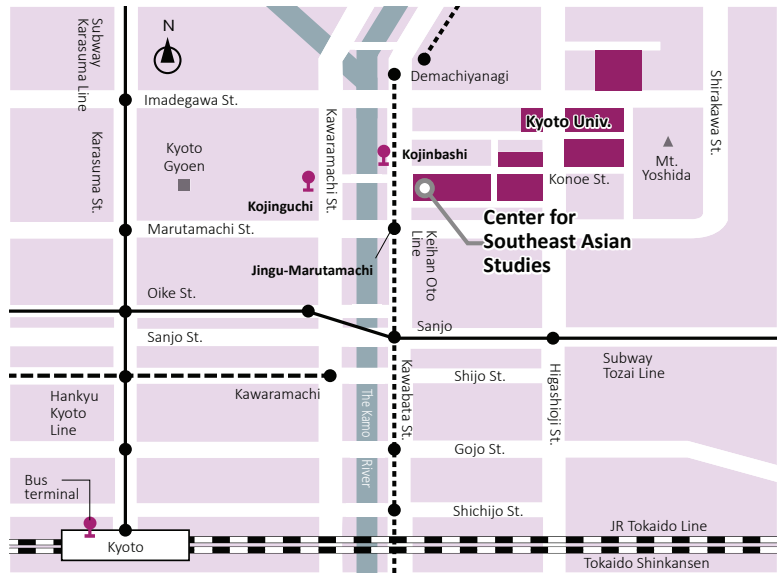 Subway
Karasuma Line
N
Demachiyanagi
Imadegawa St.
Shirakawa St.
Kyoto Univ.
Karasuma St.
Kyoto
Gyoen
Kawaramachi St.
Kojinbashi
Mt.
Yoshida
Kojinguchi
Konoe St.
Center for
Southeast Asian
Studies
Marutamachi St.
Keihan Oto
Line
Jingu-Marutamachi
Oike St.
Sanjo St.
Sanjo
Subway
Tozai Line
Kawaramachi
Shijo St.
Hankyu
Kyoto
Line
The Kamo
River
Kawabata St.
Higashioji St.
Gojo St.
Bus
terminal
Shichijo St.
Kyoto
JR Tokaido Line
Tokaido Shinkansen